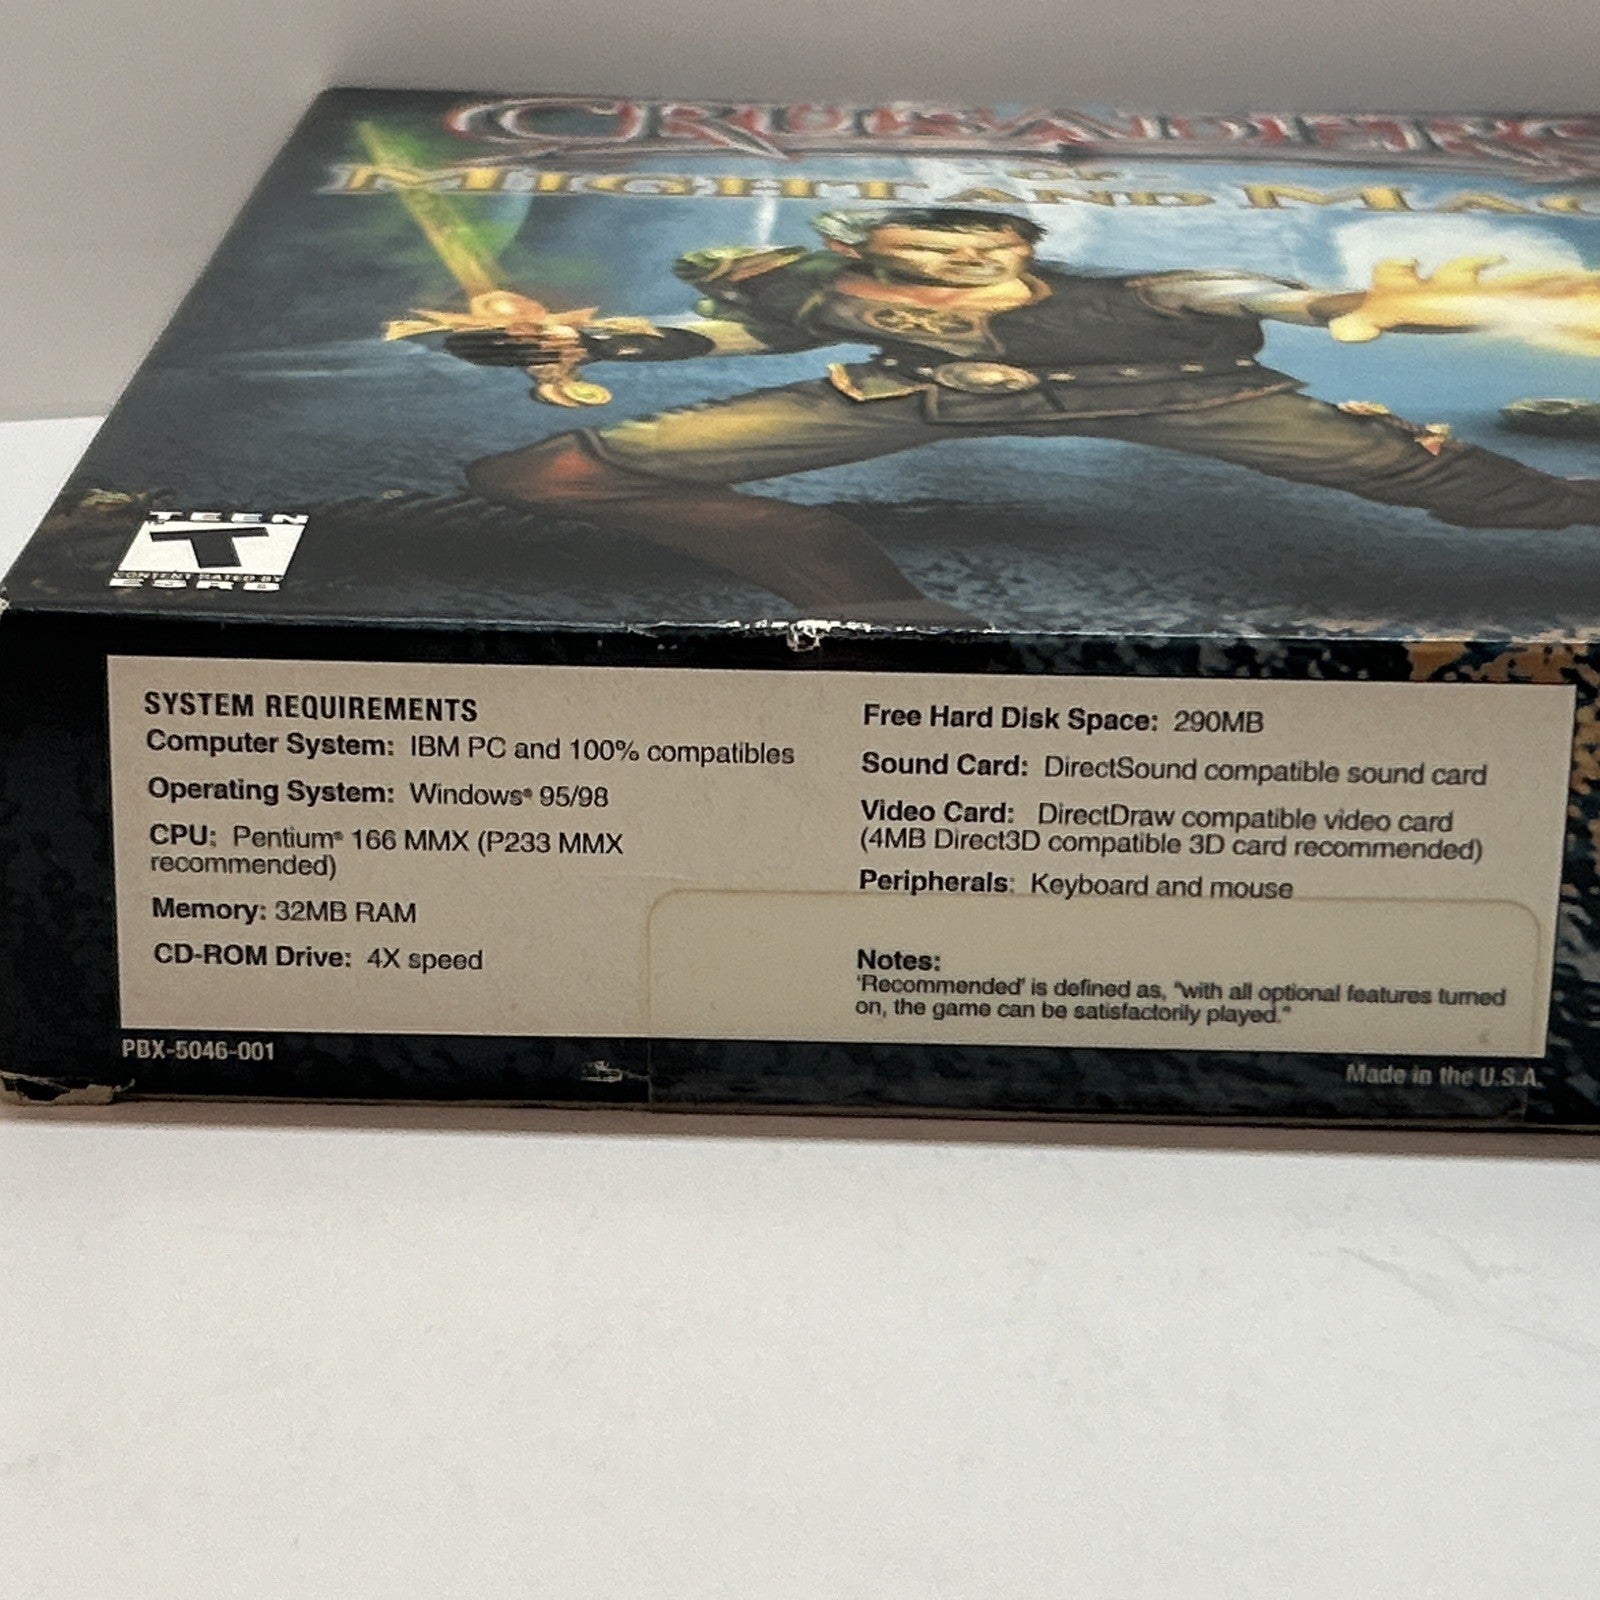 CRUSADERS
OF
MIGHT AND MAG
TEEN
T
CONTENT RATED BY
ESRB
SYSTEM REQUIREMENTS
Computer System: IBM PC and 100% compatibles
Operating System: Windows® 95/98
CPU: Pentium® 166 MMX (P233 MMX
recommended)
Memory: 32MB RAM
CD-ROM Drive: 4X speed
Free Hard Disk Space: 290MB
Sound Card: DirectSound compatible sound card
Video Card: DirectDraw compatible video card
(4MB Direct3D compatible 3D card recommended)
Peripherals: Keyboard and mouse
Notes:
'Recommended' is defined as, "with all optional features turned
on, the game can be satisfactorily played."
PBX-5046-001
Made in the U.S.A.